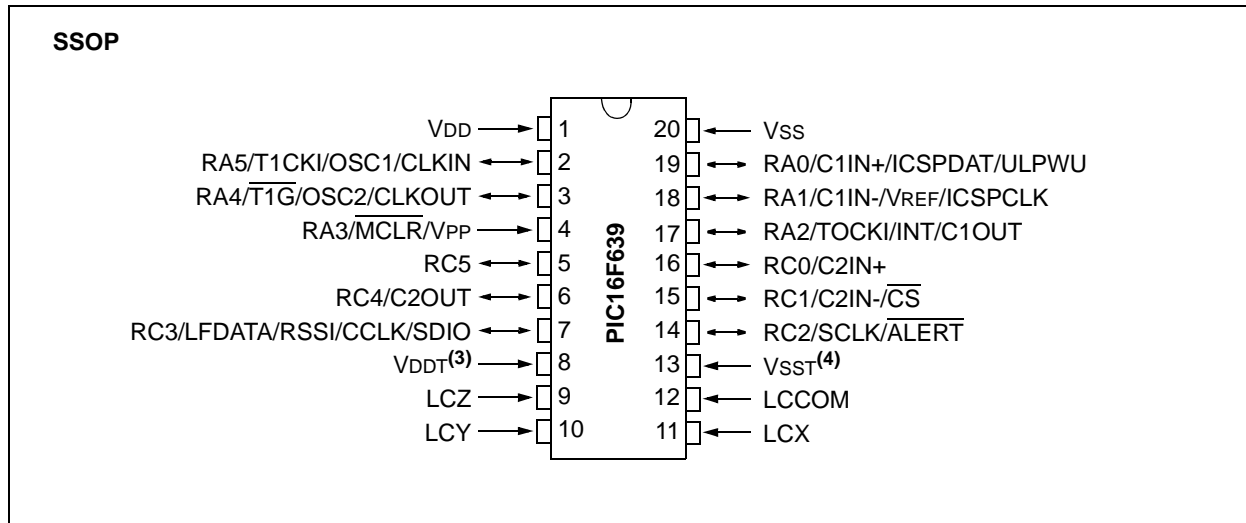 SSOP
VDD 1 20 VSS
RA5/T1CKI/OSC1/CLKIN 2 19 RA0/C1IN+/ICSPDAT/ULPWU
RA4/T1G/OSC2/CLKOUT 3 18 RA1/C1IN-/VREF/ICSPCLK
RA3/MCLR/VPP 4 17 RA2/TOCKI/INT/C1OUT
RC5 5 16 RC0/C2IN+
RC4/C2OUT 6 15 RC1/C2IN-/CS
RC3/LFDATA/RSSI/CCLK/SDIO 7 14 RC2/SCLK/ALERT
VDDT(3) 8 13 VSST(4)
LCZ 9 12 LCCOM
LCY 10 11 LCX
PIC16F639